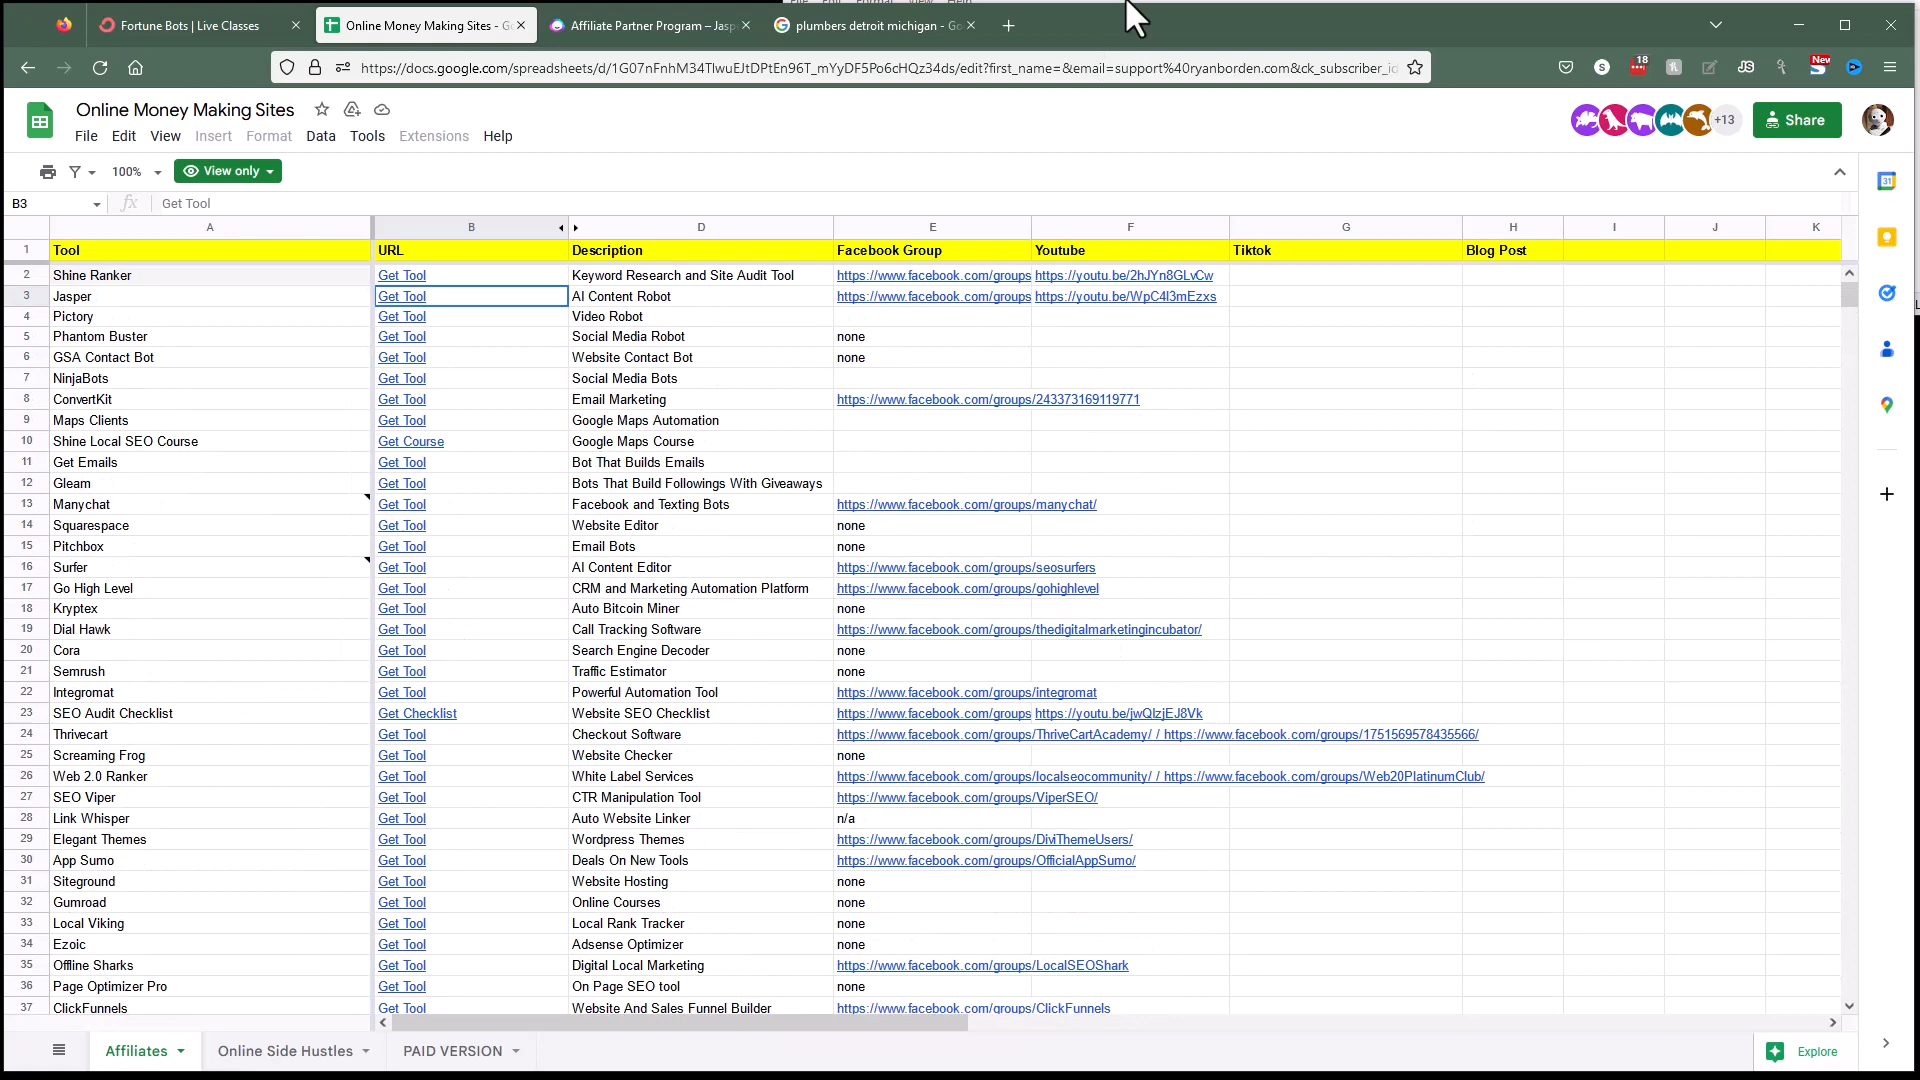 Fortune Bots | Live Classes
Online Money Making Sites - Go
Affiliate Partner Program – Jasp
plumbers detroit michigan - Go
https://docs.google.com/spreadsheets/d/1G07nFnhM34TlwuEJtDPtEn96T_mYyDF5Po6cHQz34ds/edit?first_name=&email=support%40ryanborden.com&ck_subscriber_id
18
New
Online Money Making Sites
+13
Share
File Edit View Insert Format Data Tools Extensions Help
100%
View only
31
B3
fx Get Tool
A B D E F G H I J K
1 Tool URL Description Facebook Group Youtube Tiktok Blog Post
2 Shine Ranker Get Tool Keyword Research and Site Audit Tool https://www.facebook.com/groups https://youtu.be/2hJYn8GLvCw
3 Jasper Get Tool AI Content Robot https://www.facebook.com/groups https://youtu.be/WpC4l3mEzxs
4 Pictory Get Tool Video Robot
5 Phantom Buster Get Tool Social Media Robot none
6 GSA Contact Bot Get Tool Website Contact Bot none
7 NinjaBots Get Tool Social Media Bots
8 ConvertKit Get Tool Email Marketing https://www.facebook.com/groups/243373169119771
9 Maps Clients Get Tool Google Maps Automation
10 Shine Local SEO Course Get Course Google Maps Course
11 Get Emails Get Tool Bot That Builds Emails
12 Gleam Get Tool Bots That Build Followings With Giveaways
13 Manychat Get Tool Facebook and Texting Bots https://www.facebook.com/groups/manychat/
14 Squarespace Get Tool Website Editor none
15 Pitchbox Get Tool Email Bots none
16 Surfer Get Tool AI Content Editor https://www.facebook.com/groups/seosurfers
17 Go High Level Get Tool CRM and Marketing Automation Platform https://www.facebook.com/groups/gohighlevel
18 Kryptex Get Tool Auto Bitcoin Miner none
19 Dial Hawk Get Tool Call Tracking Software https://www.facebook.com/groups/thedigitalmarketingincubator/
20 Cora Get Tool Search Engine Decoder none
21 Semrush Get Tool Traffic Estimator none
22 Integromat Get Tool Powerful Automation Tool https://www.facebook.com/groups/integromat
23 SEO Audit Checklist Get Checklist Website SEO Checklist https://www.facebook.com/groups https://youtu.be/jwQlzjEJ8Vk
24 Thrivecart Get Tool Checkout Software https://www.facebook.com/groups/ThriveCartAcademy/ / https://www.facebook.com/groups/1751569578435566/
25 Screaming Frog Get Tool Website Checker none
26 Web 2.0 Ranker Get Tool White Label Services https://www.facebook.com/groups/localseocommunity/ / https://www.facebook.com/groups/Web20PlatinumClub/
27 SEO Viper Get Tool CTR Manipulation Tool https://www.facebook.com/groups/ViperSEO/
28 Link Whisper Get Tool Auto Website Linker n/a
29 Elegant Themes Get Tool Wordpress Themes https://www.facebook.com/groups/DiviThemeUsers/
30 App Sumo Get Tool Deals On New Tools https://www.facebook.com/groups/OfficialAppSumo/
31 Siteground Get Tool Website Hosting none
32 Gumroad Get Tool Online Courses none
33 Local Viking Get Tool Local Rank Tracker none
34 Ezoic Get Tool Adsense Optimizer none
35 Offline Sharks Get Tool Digital Local Marketing https://www.facebook.com/groups/LocalSEOShark
36 Page Optimizer Pro Get Tool On Page SEO tool none
37 ClickFunnels Get Tool Website And Sales Funnel Builder https://www.facebook.com/groups/ClickFunnels
Affiliates Online Side Hustles PAID VERSION Explore